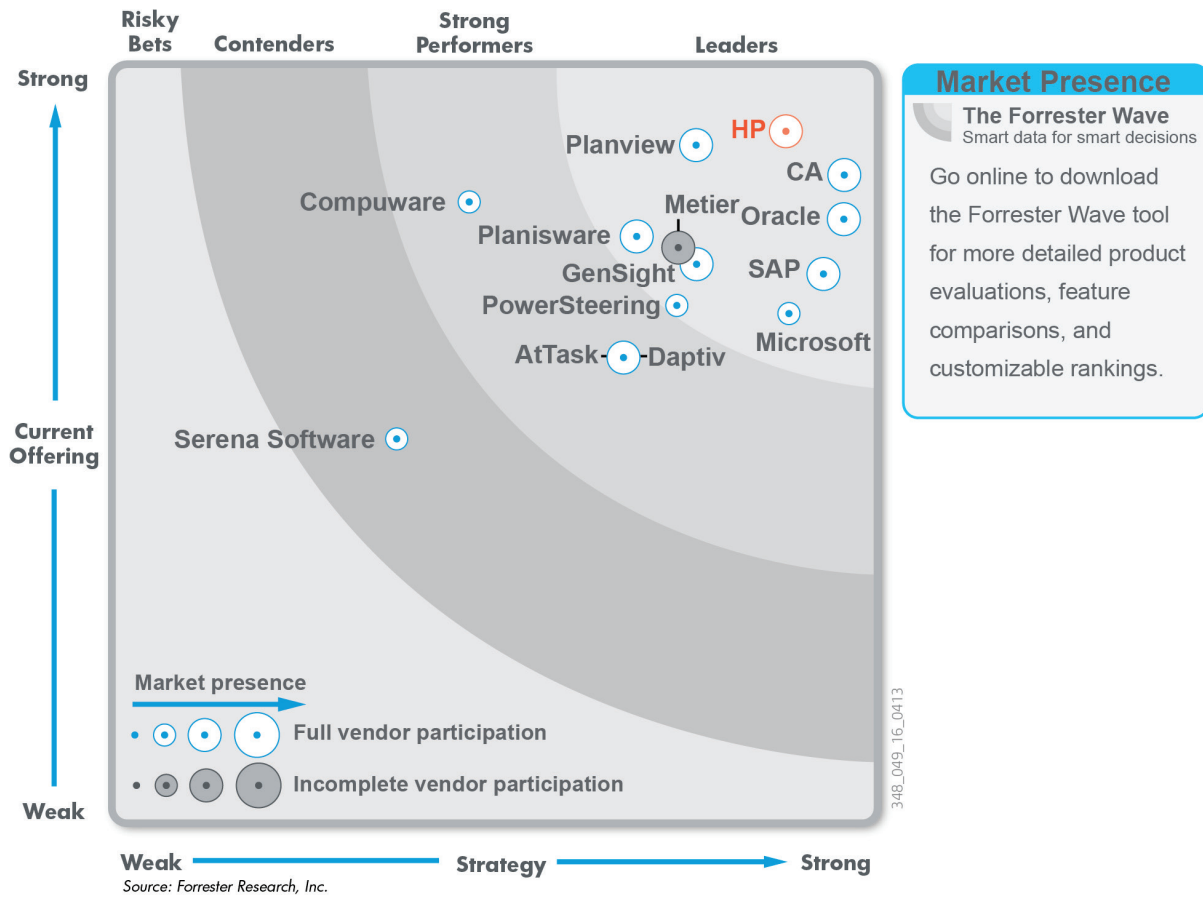 Risky
Bets
Contenders
Strong
Performers
Leaders
Strong
Current
Offering
Weak
Planview
HP
CA
Compuware
Metier
Oracle
Planisware
GenSight
SAP
PowerSteering
Microsoft
AtTask
Daptiv
Serena Software
Market presence
Full vendor participation
Incomplete vendor participation
348_049_16_0413
Weak
Strategy
Strong
Source: Forrester Research, Inc.
Market Presence
The Forrester Wave
Smart data for smart decisions
Go online to download
the Forrester Wave tool
for more detailed product
evaluations, feature
comparisons, and
customizable rankings.